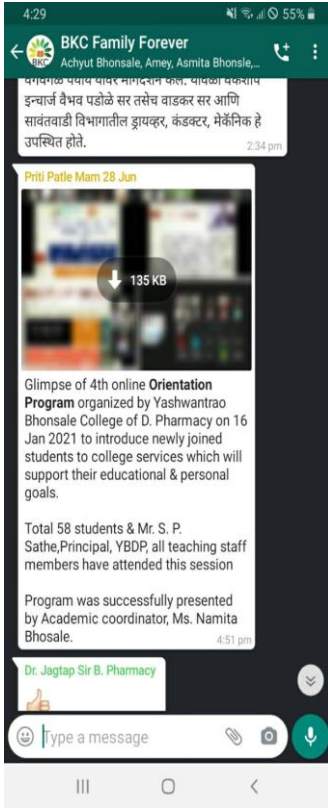 4:29
55%
BKC Family Forever
Achyut Bhonsale, Amey, Asmita Bhonsle,...
BKC
इन्चार्ज वैभव पडोळे सर तसेच वाडकर सर आणि
सावंतवाडी विभागातील ड्रायव्हर, कंडक्टर, मेकॅनिक हे
उपस्थित होते.
2:34 pm
Priti Patle Mam 28 Jun
135 KB
Glimpse of 4th online Orientation
Program organized by Yashwantrao
Bhonsale College of D. Pharmacy on 16
Jan 2021 to introduce newly joined
students to college services which will
support their educational & personal
goals.
Total 58 students & Mr. S. P.
Sathe,Principal, YBDP, all teaching staff
members have attended this session
Program was successfully presented
by Academic coordinator, Ms. Namita
Bhosale.
4:51 pm
Dr. Jagtap Sir B. Pharmacy
Type a message